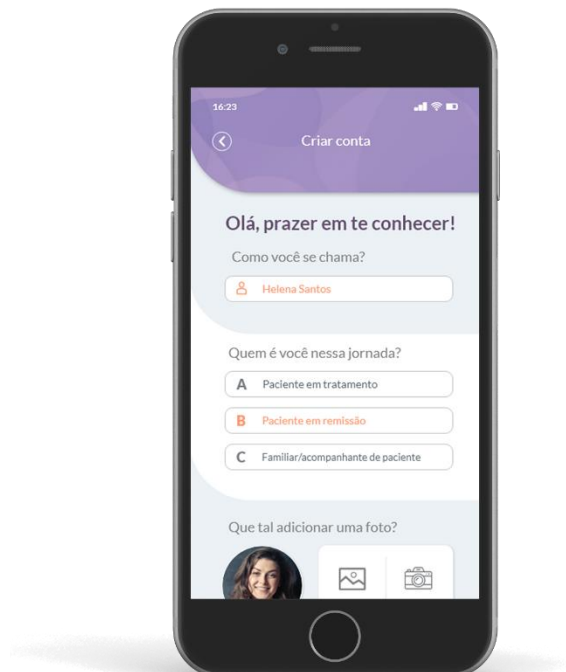 16:23
Criar conta
Olá, prazer em te conhecer!
Como você se chama?
Helena Santos
Quem é você nessa jornada?
A Paciente em tratamento
B Paciente em remissão
C Familiar/acompanhante de paciente
Que tal adicionar uma foto?